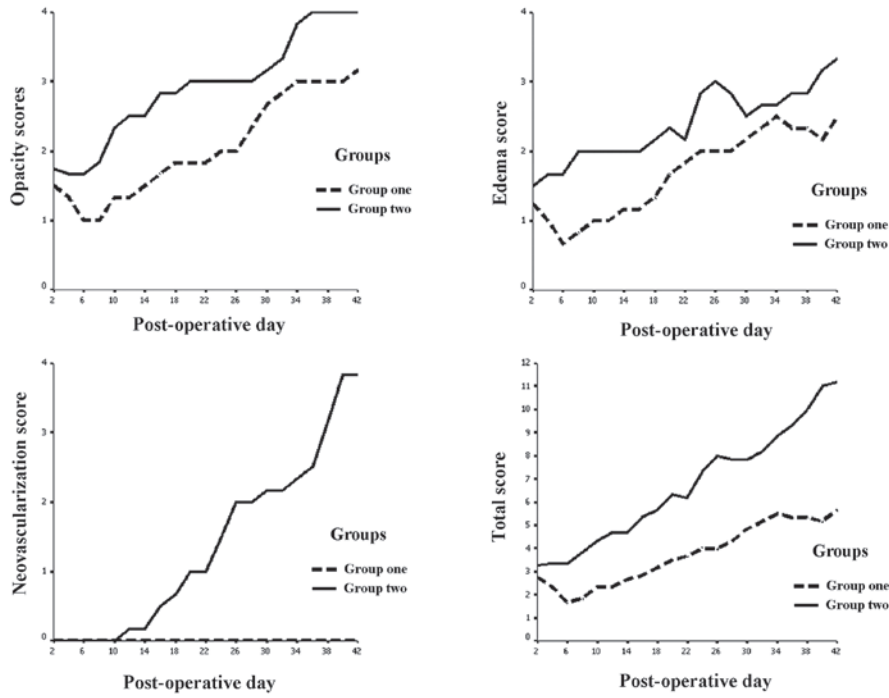 Opacity scores
4
3
2
1
0
Groups
Group one
Group two
2 6 10 14 18 22 26 30 34 38 42
Post-operative day
Edema score
4
3
2
1
0
Groups
Group one
Group two
2 6 10 14 18 22 26 30 34 38 42
Post-operative day
Neovascularization score
4
3
2
1
0
Groups
Group one
Group two
2 6 10 14 18 22 26 30 34 38 42
Post-operative day
Total score
12
11
10
9
8
7
6
5
4
3
2
1
0
Groups
Group one
Group two
2 6 10 14 18 22 26 30 34 38 42
Post-operative day